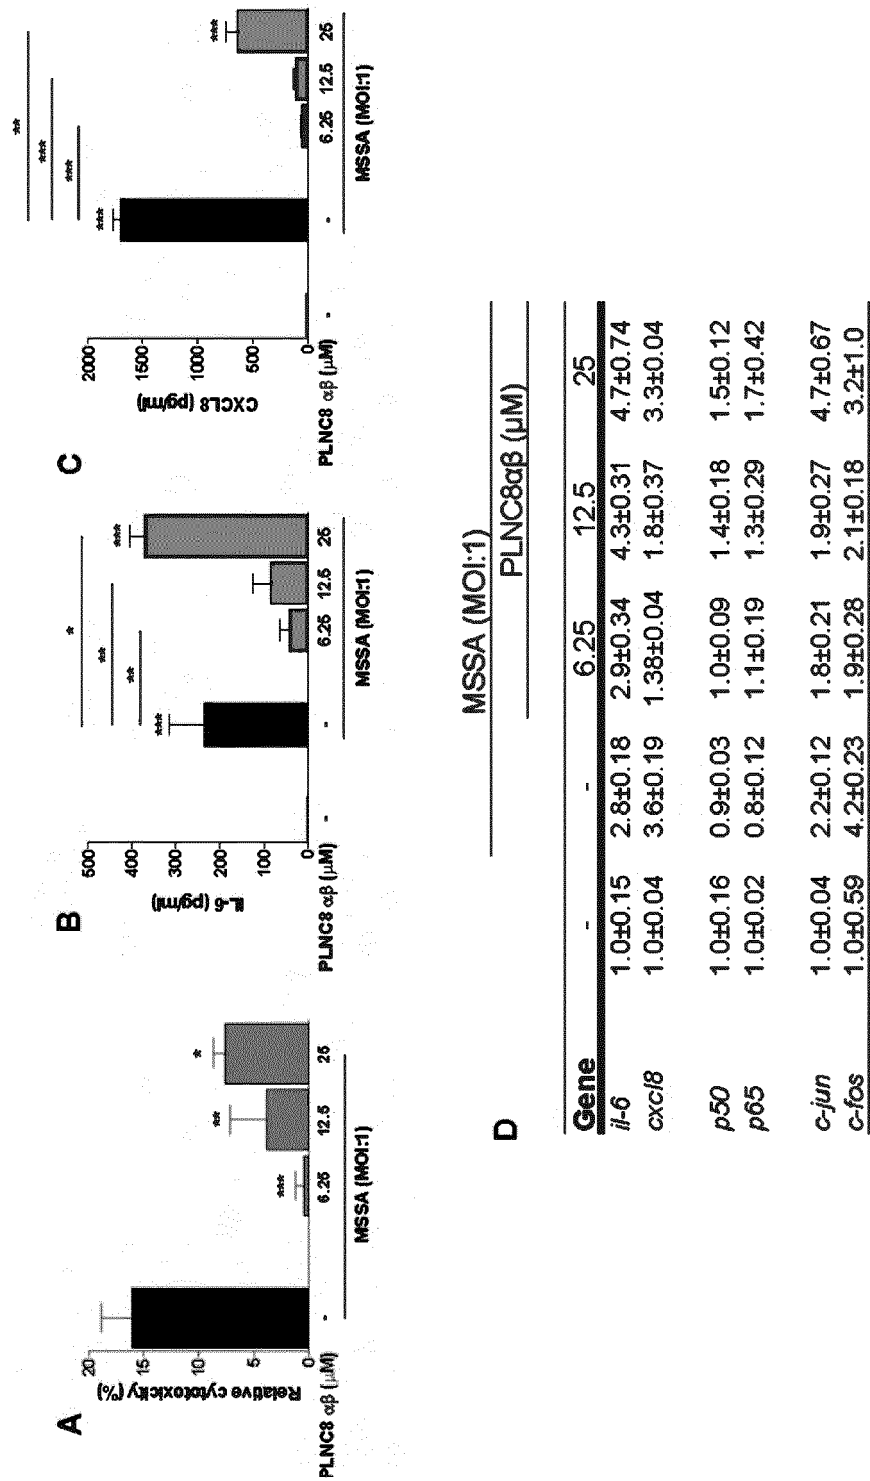 A
Relative cytotoxicity (%)
20
15
10
5
0
***
**
*
PLNC8 αβ (μM)
- 6.25 12.5 25
MSSA (MOI:1)
B
IL-6 (pg/ml)
500
400
300
200
100
0
*
**
**
***
***
PLNC8 αβ (μM)
- - 6.25 12.5 25
MSSA (MOI:1)
C
CXCL8 (pg/ml)
2000
1500
1000
500
0
**
***
***
***
***
PLNC8 αβ (μM)
- - 6.25 12.5 25
MSSA (MOI:1)
D
MSSA (MOI:1)
PLNC8αβ (μM)
Gene - - 6.25 12.5 25
il-6 1.0±0.15 2.8±0.18 2.9±0.34 4.3±0.31 4.7±0.74
cxcl8 1.0±0.04 3.6±0.19 1.38±0.04 1.8±0.37 3.3±0.04
p50 1.0±0.16 0.9±0.03 1.0±0.09 1.4±0.18 1.5±0.12
p65 1.0±0.02 0.8±0.12 1.1±0.19 1.3±0.29 1.7±0.42
c-jun 1.0±0.04 2.2±0.12 1.8±0.21 1.9±0.27 4.7±0.67
c-fos 1.0±0.59 4.2±0.23 1.9±0.28 2.1±0.18 3.2±1.0